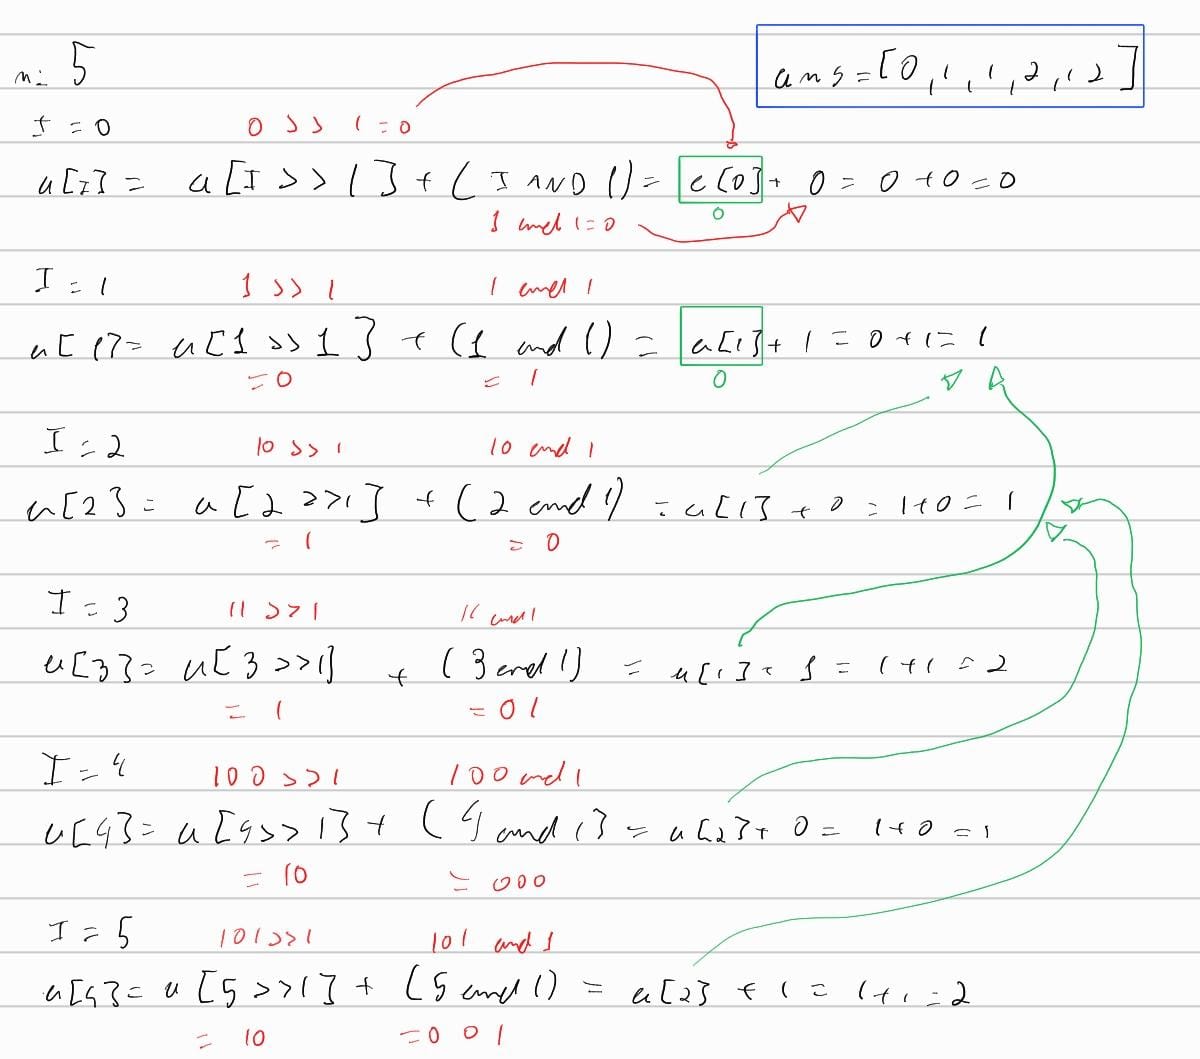 n: 5
ans=[0,1,1,2,1 2]
I = 0 0 >> 1 = 0
a[I] = a[I >> 1] + (I AND 1) = c[0] + 0 = 0 + 0 = 0
1 and 1 = 0 0
I = 1 1 >> 1 1 and 1
a[1] = a[1 >> 1] + (1 and 1) = a[1] + 1 = 0 + 1 = 1
= 0 = 1 0
I = 2 10 >> 1 10 and 1
a[2] = a[2 >> 1] + (2 and 1) = a[1] + 0 = 1+0 = 1
= 1 = 0
I = 3 11 >> 1 11 and 1
a[3] = a[3 >> 1] + (3 and 1) = a[1] + 1 = 1+1 = 2
= 1 = 01
I = 4 100 >> 1 100 and 1
a[4] = a[4 >> 1] + (4 and 1) = a[2] + 0 = 1+0 = 1
= 10 = 000
I = 5 101 >> 1 101 and 1
a[5] = a[5 >> 1] + (5 and 1) = a[2] + 1 = 1+1 = 2
= 10 = 001